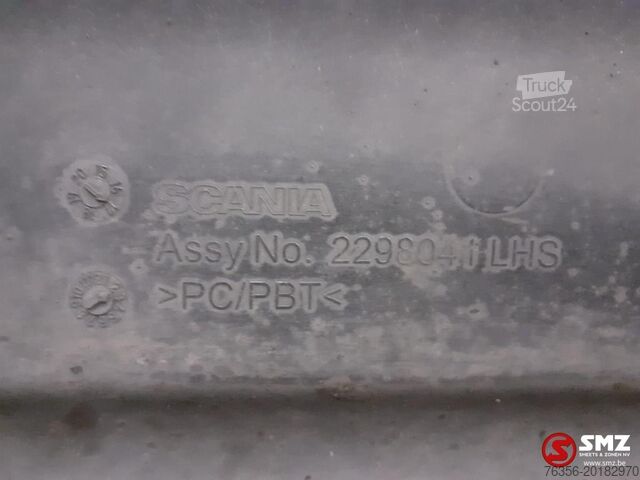 Truck
Scout24
SCANIA
Assy No. 2298041 LHS
>PC/PBT<
SMZ
SMEETS & ZONEN NV
www.smz.be
76356-20182970